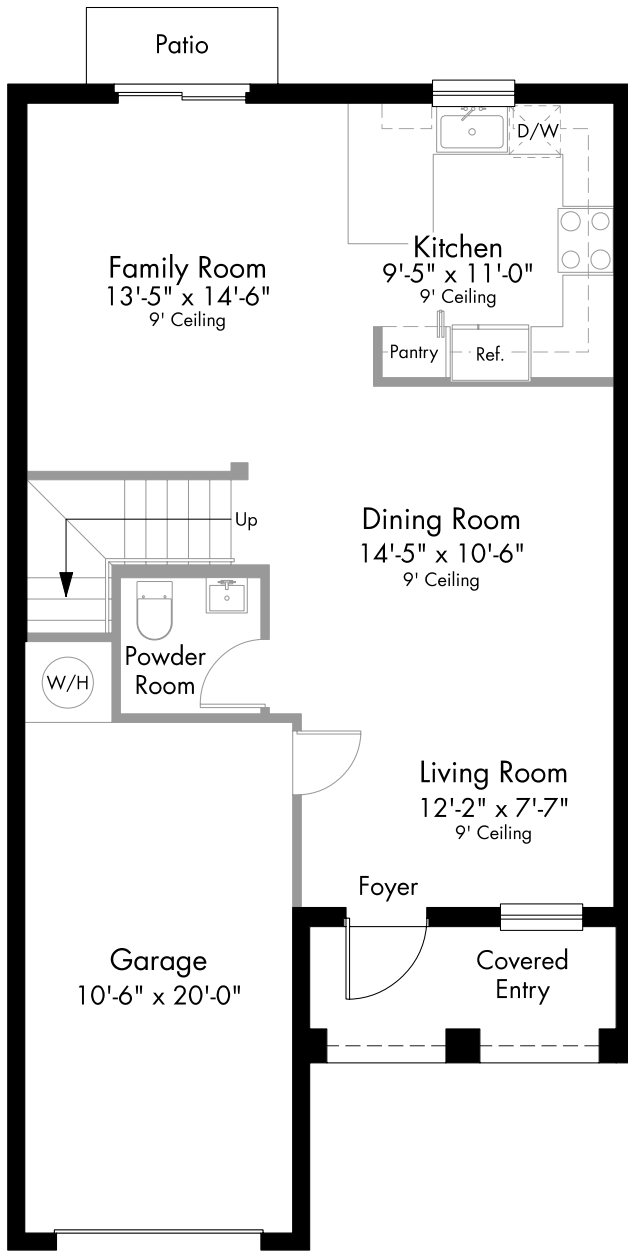 Patio
D/W
Family Room
13'-5" x 14'-6"
9' Ceiling
Kitchen
9'-5" x 11'-0"
9' Ceiling
Pantry
Ref.
Up
Dining Room
14'-5" x 10'-6"
9' Ceiling
Powder
Room
W/H
Living Room
12'-2" x 7'-7"
9' Ceiling
Foyer
Garage
10'-6" x 20'-0"
Covered
Entry